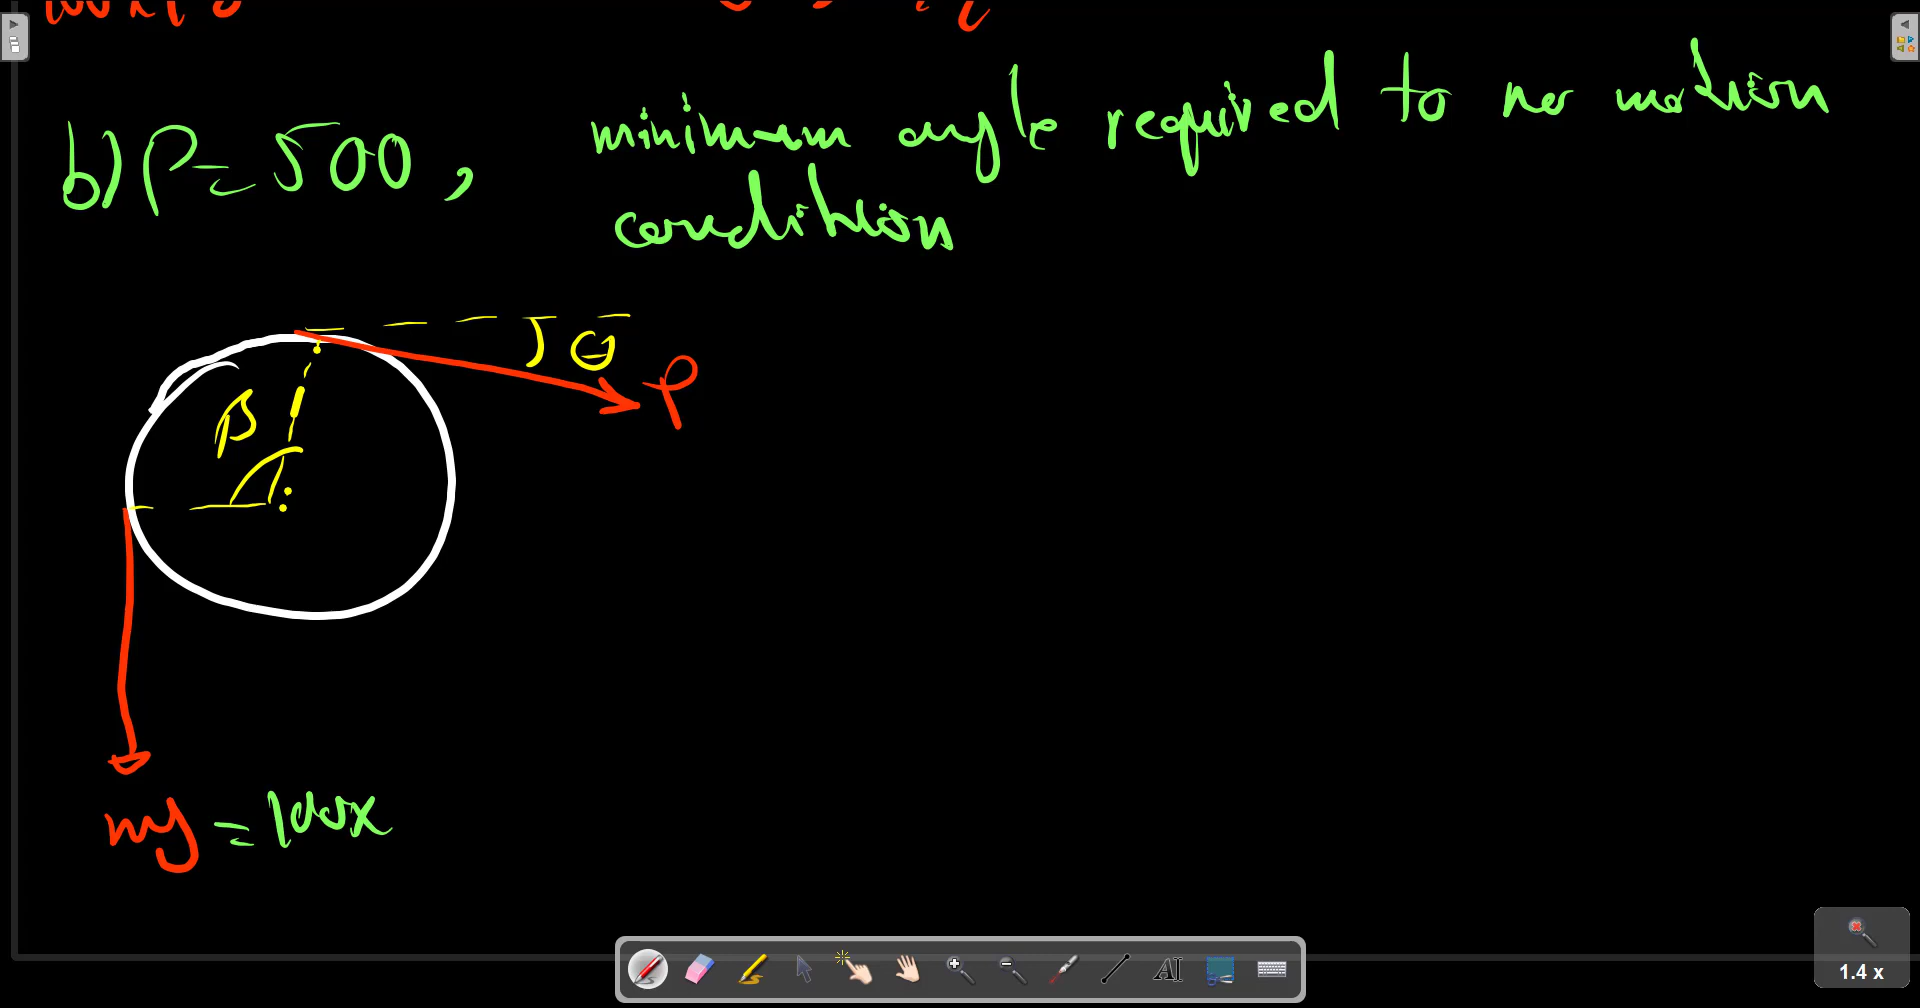 b) P = 500, minimum angle required to no motion
condition
θ
P
β
mg = 100x
1.4 x